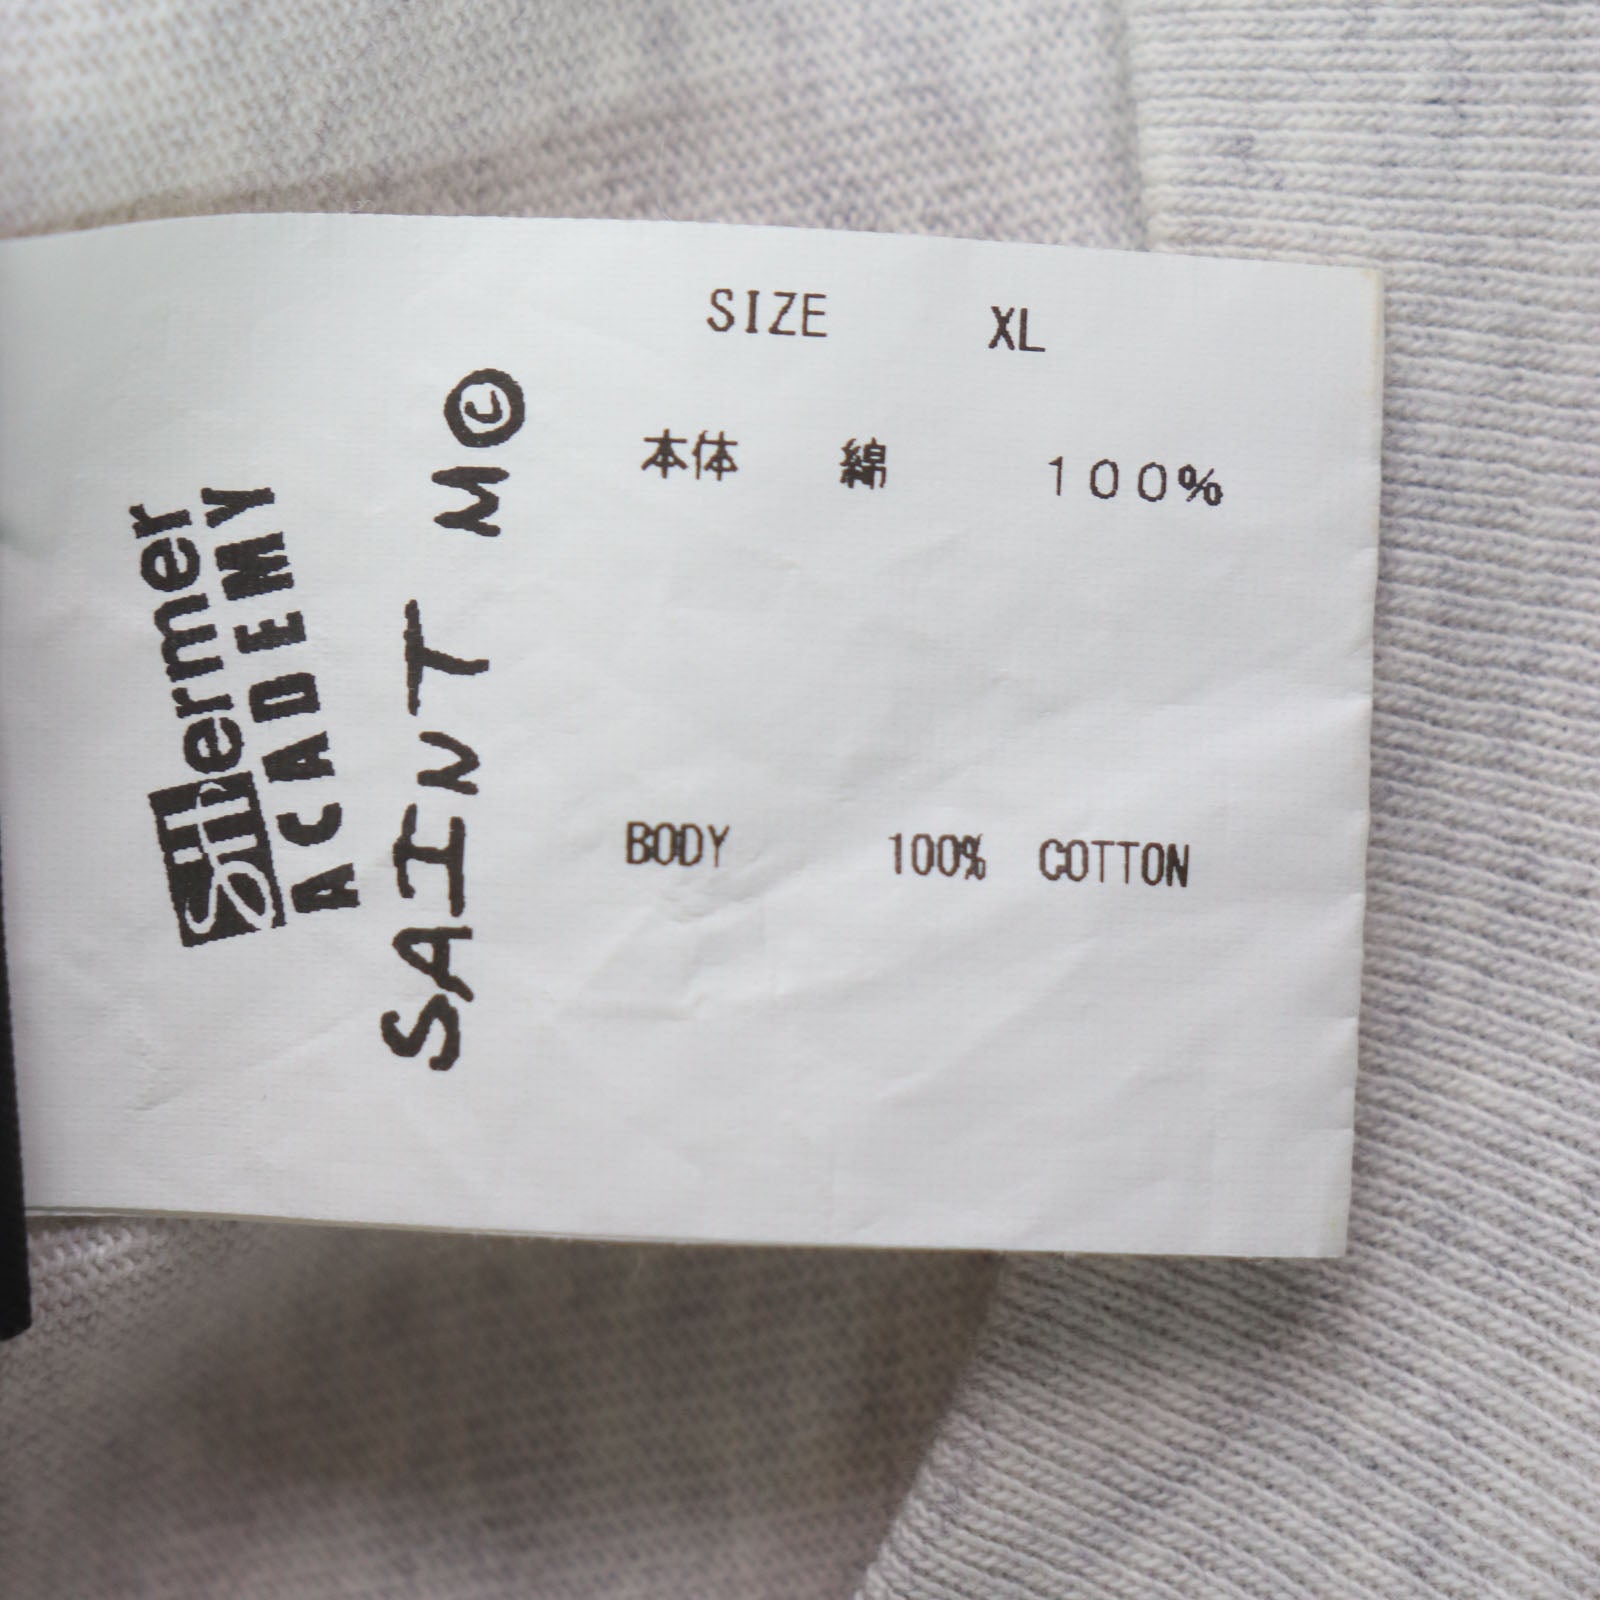 SIZE XL
本体 綿 100%
BODY 100% COTTON
Shermer
ACADEMY
SAINT M©